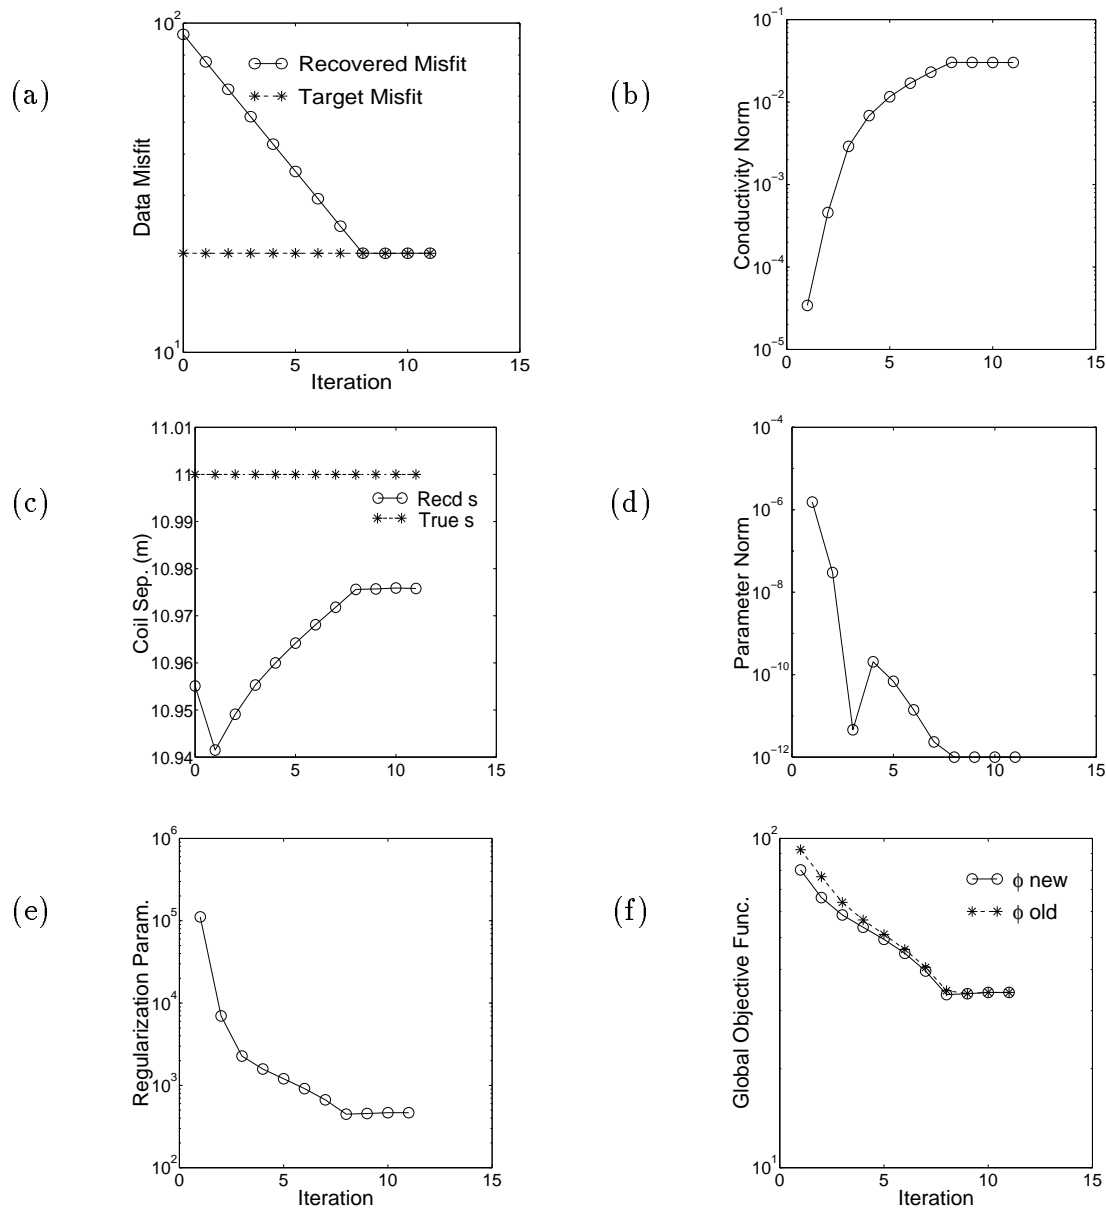 (a)
10^2
Recovered Misfit
Target Misfit
Data Misfit
10^1
0 5 10 15
Iteration
(b)
10^-1
10^-2
10^-3
10^-4
10^-5
Conductivity Norm
0 5 10 15
(c)
11.01
11
10.99
10.98
10.97
10.96
10.95
10.94
Coil Sep. (m)
Recd s
True s
0 5 10 15
(d)
10^-4
10^-6
10^-8
10^-10
10^-12
Parameter Norm
0 5 10 15
(e)
10^6
10^5
10^4
10^3
10^2
Regularization Param.
0 5 10 15
Iteration
(f)
10^2
ϕ new
ϕ old
Global Objective Func.
10^1
0 5 10 15
Iteration